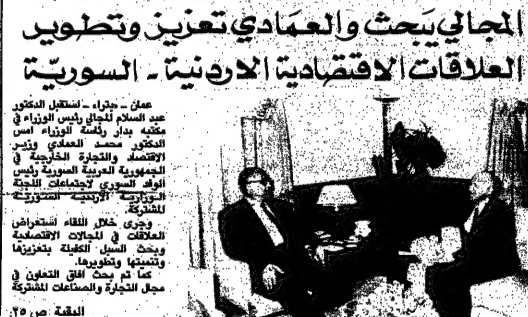 المجالي يبحث والعمادي تعزيز وتطوير
العلاقات الاقتصادية الاردنية - السورية
عمان - بترا - استقبل الدكتور
عبد السلام المجالي رئيس الوزراء في
مكتبه بدار رئاسة الوزراء امس
الدكتور محمد العمادي وزير
الاقتصاد والتجارة الخارجية في
الجمهورية العربية السورية رئيس
الوفد السوري لاجتماعات اللجنة
الوزارية الاردنية السورية
المشتركة.
وجرى خلال اللقاء استعراض
العلاقات في المجالات الاقتصادية
وبحث السبل الكفيلة بتعزيزها
وتنميتها وتطويرها.
كما تم بحث آفاق التعاون في
مجال التجارة والصناعات المشتركة
البقية ص ٢٥